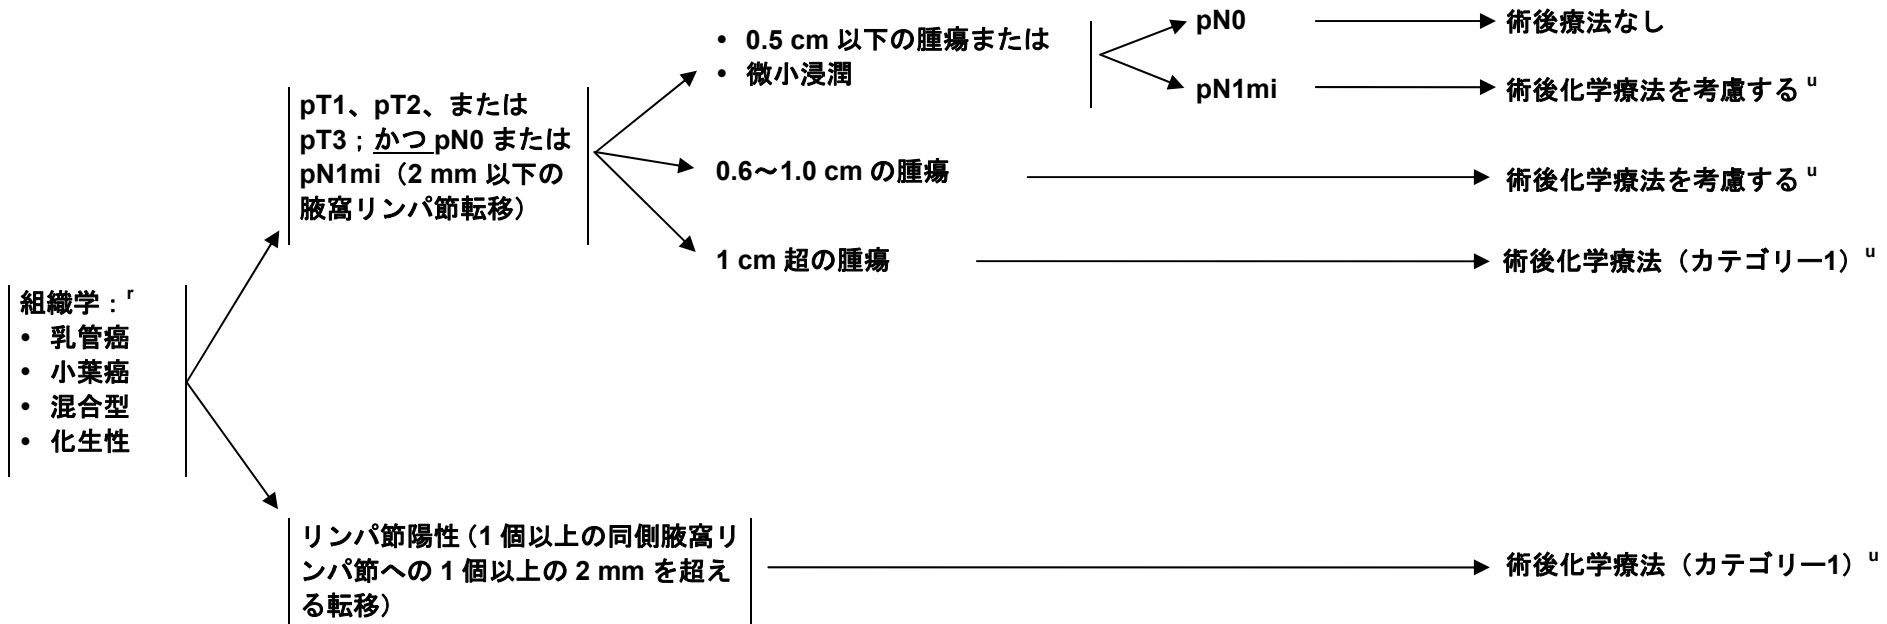 組織学：r
• 乳管癌
• 小葉癌
• 混合型
• 化生性
pT1、pT2、または
pT3；かつ pN0 または
pN1mi（2 mm 以下の
腋窩リンパ節転移）
• 0.5 cm 以下の腫瘍または
• 微小浸潤
pN0
術後療法なし
pN1mi
術後化学療法を考慮する u
0.6～1.0 cm の腫瘍
術後化学療法を考慮する u
1 cm 超の腫瘍
術後化学療法（カテゴリー1）u
リンパ節陽性（1 個以上の同側腋窩リ
ンパ節への 1 個以上の 2 mm を超え
る転移）
術後化学療法（カテゴリー1）u